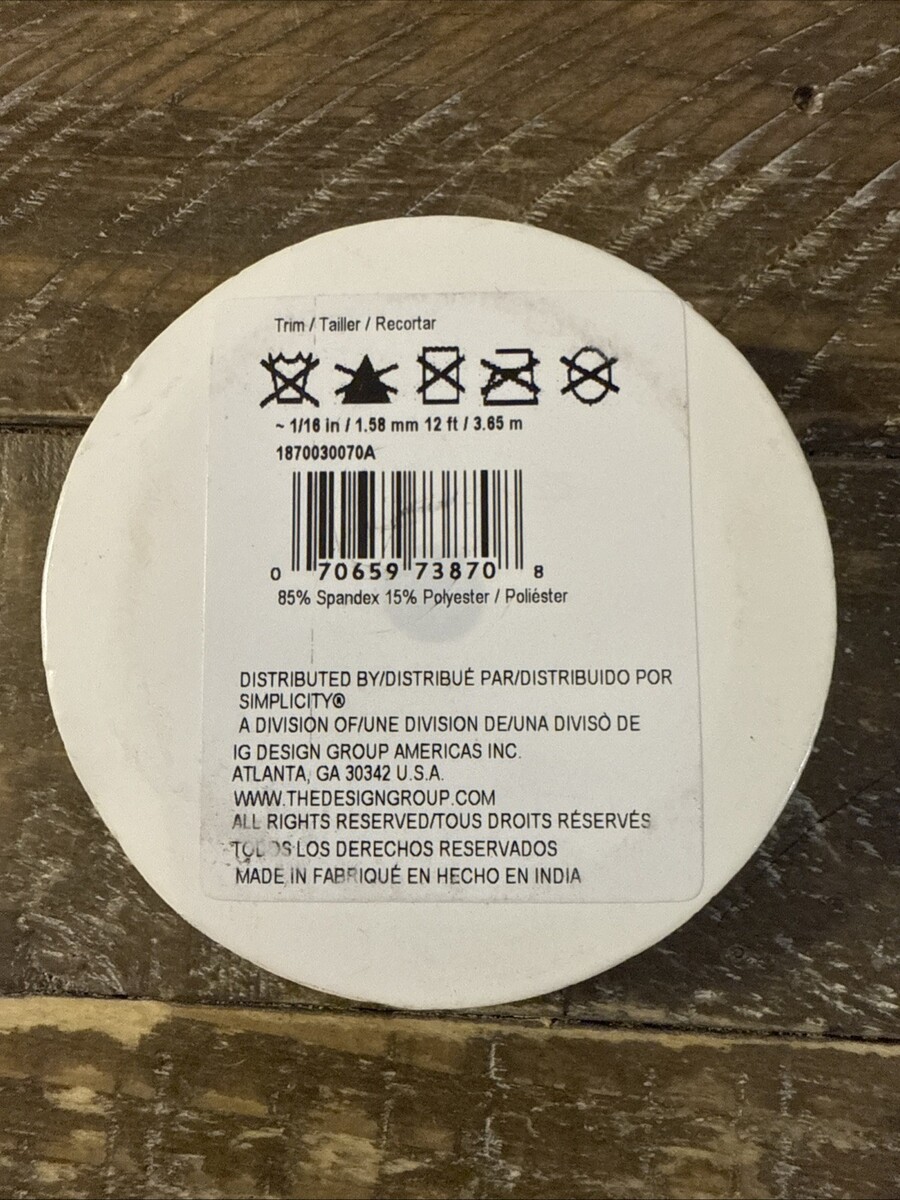 Trim / Tailler / Recortar
~ 1/16 in / 1.58 mm 12 ft / 3.65 m
1870030070A
0 70659 73870 8
85% Spandex 15% Polyester / Poliéster
DISTRIBUTED BY/DISTRIBUÉ PAR/DISTRIBUIDO POR
SIMPLICITY®
A DIVISION OF/UNE DIVISION DE/UNA DIVISÒ DE
IG DESIGN GROUP AMERICAS INC.
ATLANTA, GA 30342 U.S.A.
WWW.THEDESIGNGROUP.COM
ALL RIGHTS RESERVED/TOUS DROITS RÉSERVÉS
TODOS LOS DERECHOS RESERVADOS
MADE IN FABRIQUÉ EN HECHO EN INDIA